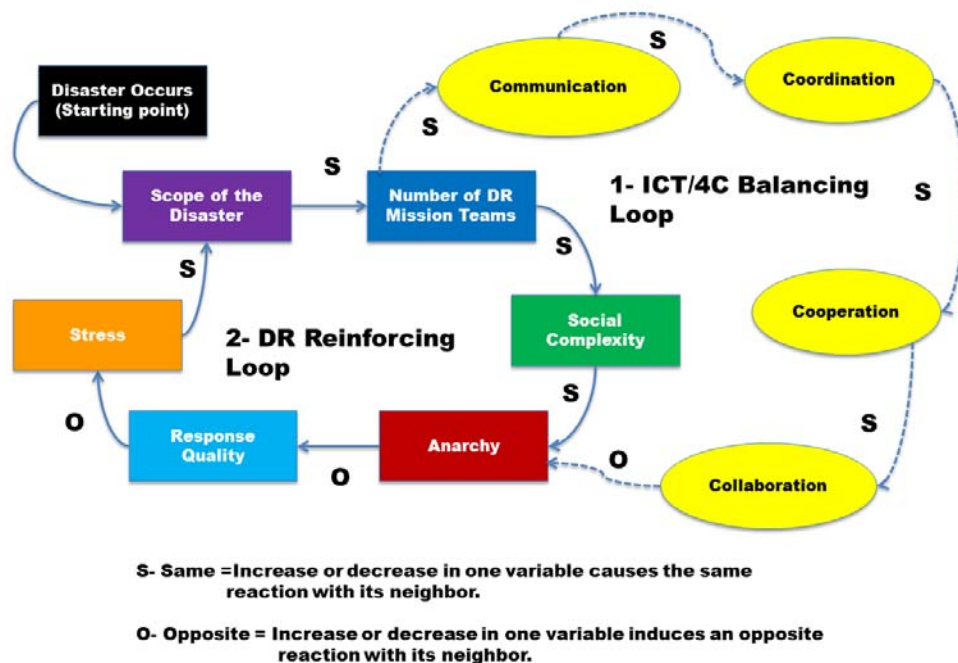 Disaster Occurs
(Starting point)
Communication
S
Coordination
S
S
Scope of the
Disaster
S
Number of DR
Mission Teams
1- ICT/4C Balancing
Loop
S
S
Stress
S
2- DR Reinforcing
Loop
Social
Complexity
Cooperation
S
S
O
Response
Quality
O
Anarchy
O
Collaboration
S- Same =Increase or decrease in one variable causes the same
reaction with its neighbor.
O- Opposite = Increase or decrease in one variable induces an opposite
reaction with its neighbor.